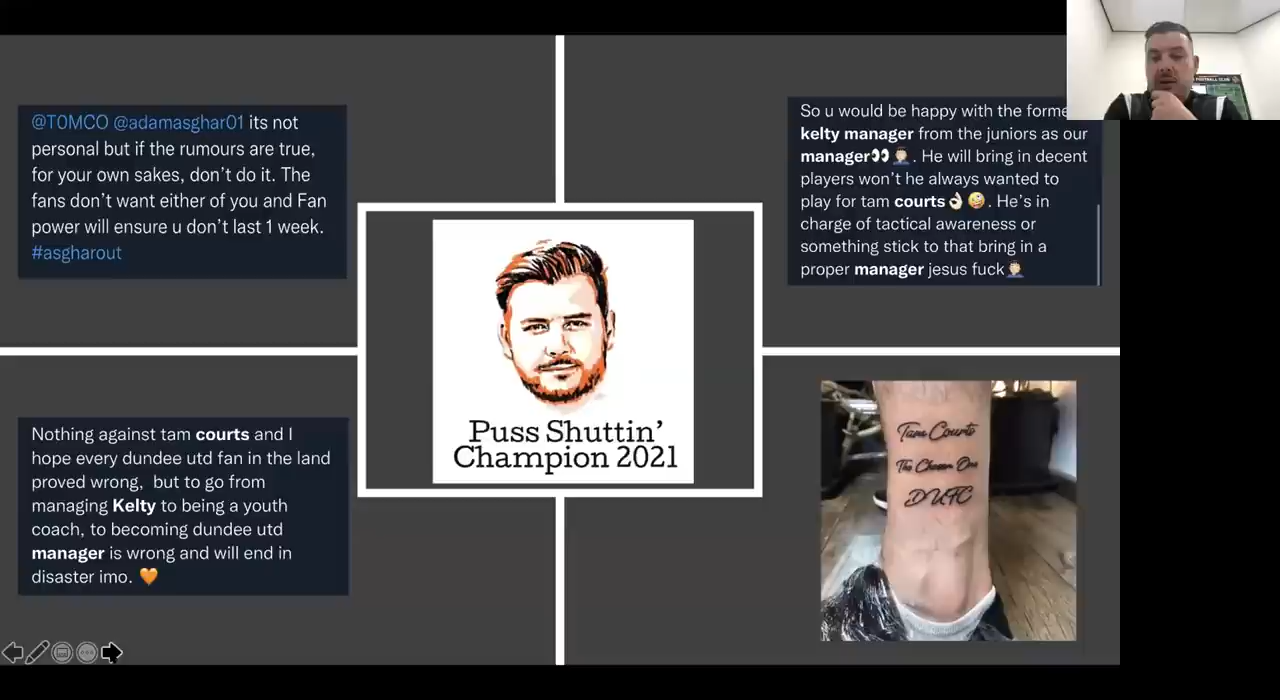 @T0MCO @adamasghar01 its not
personal but if the rumours are true,
for your own sakes, don't do it. The
fans don't want either of you and Fan
power will ensure u don't last 1 week.
#asgharout
So u would be happy with the forme
kelty manager from the juniors as our
manager👀🤦🏻. He will bring in decent
players won't he always wanted to
play for tam courts👌🏻🤪. He's in
charge of tactical awareness or
something stick to that bring in a
proper manager jesus fuck🤦🏻
FOOTBALL CLUB
Puss Shuttin'
Champion 2021
Nothing against tam courts and I
hope every dundee utd fan in the land
proved wrong, but to go from
managing Kelty to being a youth
coach, to becoming dundee utd
manager is wrong and will end in
disaster imo. 🧡
Tam Courts
The Chosen One
DUFC